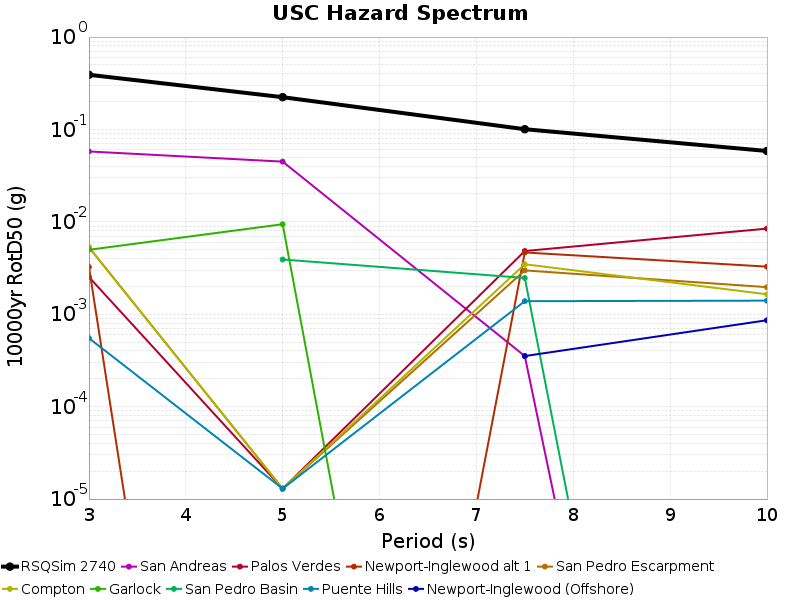 USC Hazard Spectrum
10000yr RotD50 (g)
10^0
10^-1
10^-2
10^-3
10^-4
10^-5
3 4 5 6 7 8 9 10
Period (s)
RSQSim 2740 San Andreas Palos Verdes Newport-Inglewood alt 1 San Pedro Escarpment
Compton Garlock San Pedro Basin Puente Hills Newport-Inglewood (Offshore)